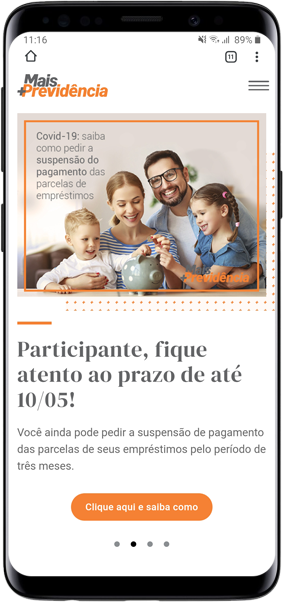 11:16
89%
11
Mais
+Previdência
Covid-19: saiba
como pedir a
suspensão do
pagamento das
parcelas de
empréstimos
Previdência
Participante, fique
atento ao prazo de até
10/05!
Você ainda pode pedir a suspensão de pagamento
das parcelas de seus empréstimos pelo período de
três meses.
Clique aqui e saiba como